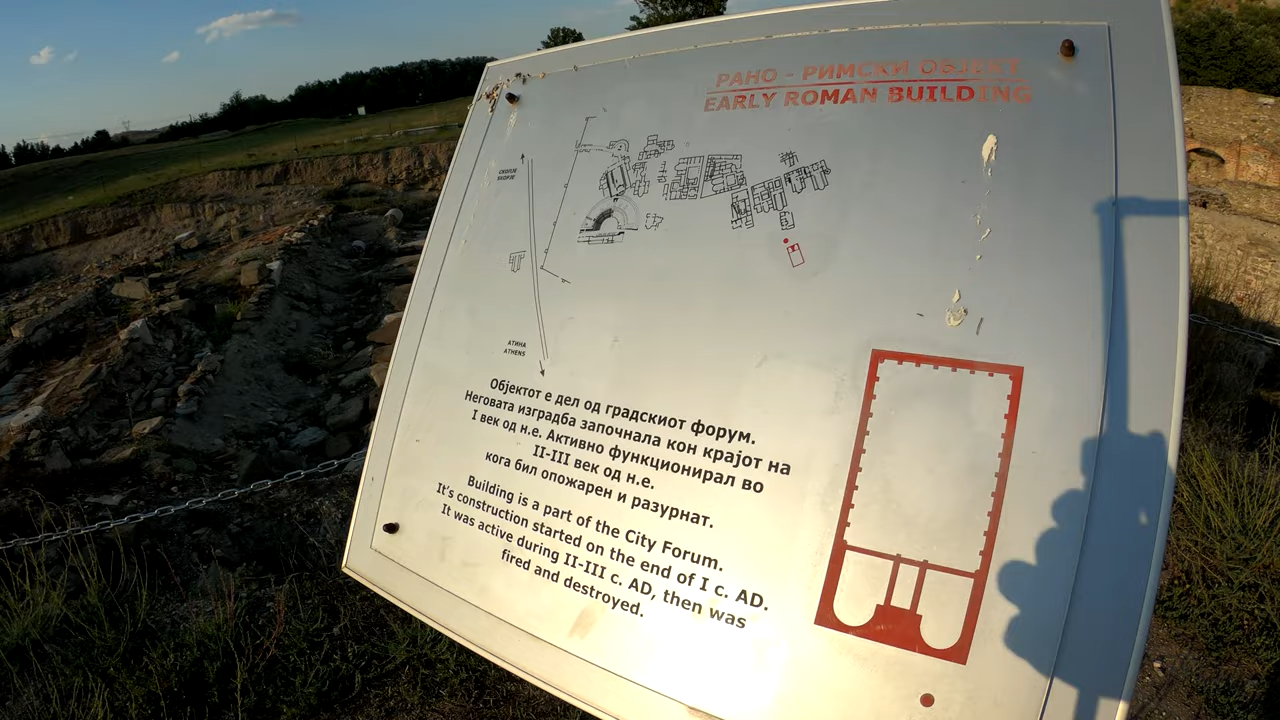 РАНО - РИМСКИ ОБЈЕКТ
EARLY ROMAN BUILDING
СКОПЈЕ
SKOPJE
АТИНА
ATHENS
Објектот е дел од градскиот форум.
Неговата изградба започнала кон крајот на
I век од н.е. Активно функционирал во
II-III век од н.е.
кога бил опожарен и разурнат.
Building is a part of the City Forum.
It's construction started on the end of I c. AD.
It was active during II-III c. AD, then was
fired and destroyed.